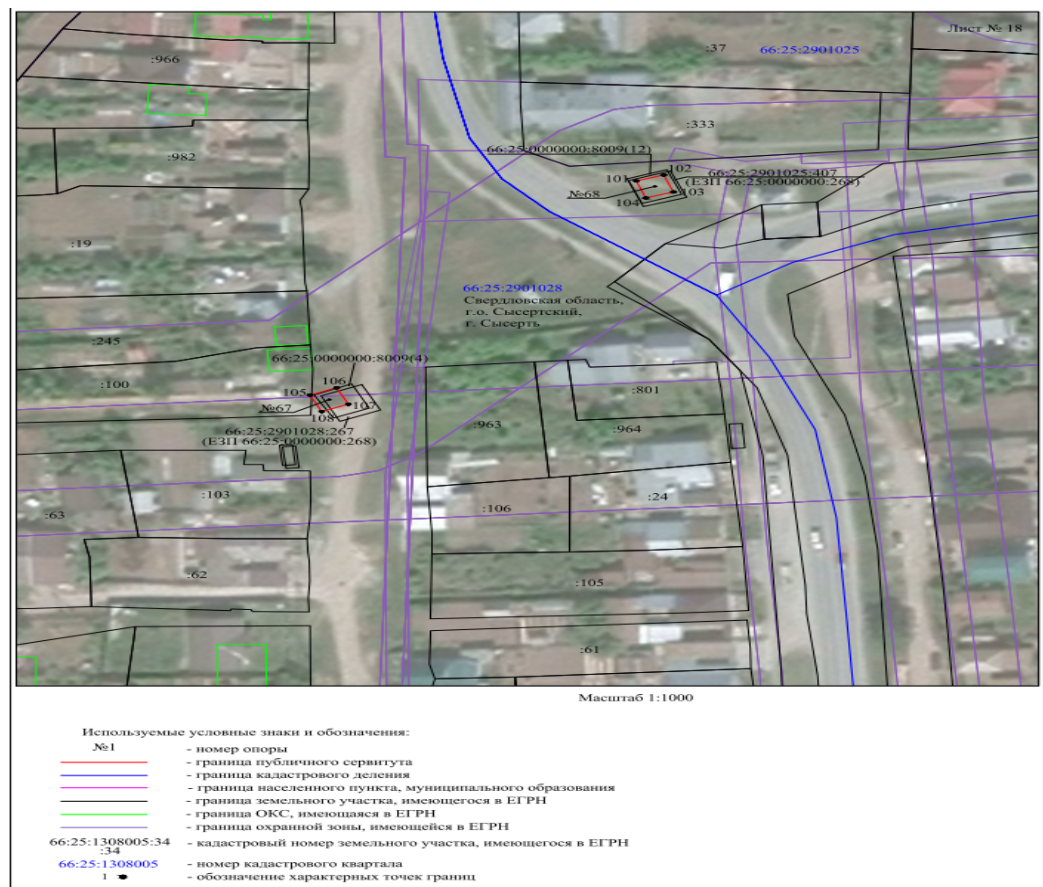 Лист № 18
:37
66:25:2901025
:966
:333
:982
66:25:0000000:8009(12)
102
101
66:25:2901025:407
(ЕЗП 66:25:0000000:268)
103
№68
104
:19
66:25:2901028
Свердловская область,
г.о. Сысертский,
г. Сысерть
:245
66:25:0000000:8009(4)
:100
106
105
107
№67
108
:801
66:25:2901028:267
(ЕЗП 66:25:0000000:268)
:963
:964
:103
:24
:63
:106
:62
:105
:61
Масштаб 1:1000
Используемые условные знаки и обозначения:
№1 - номер опоры
- граница публичного сервитута
- граница кадастрового деления
- граница населенного пункта, муниципального образования
- граница земельного участка, имеющегося в ЕГРН
- граница ОКС, имеющаяся в ЕГРН
- граница охранной зоны, имеющейся в ЕГРН
66:25:1308005:34 - кадастровый номер земельного участка, имеющегося в ЕГРН
:34
66:25:1308005 - номер кадастрового квартала
1 - обозначение характерных точек границ